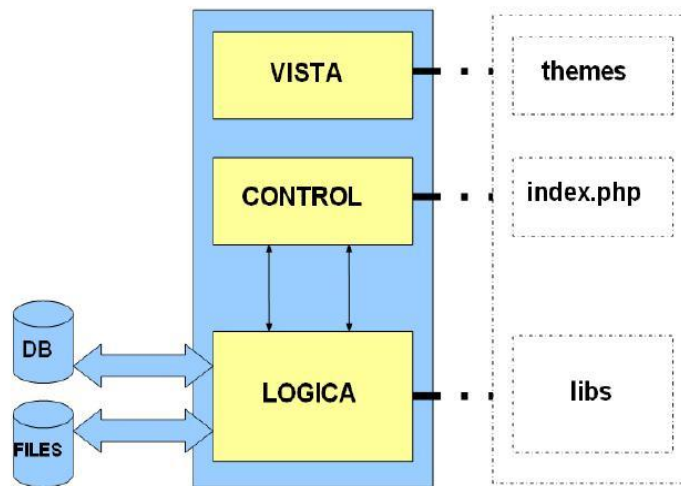 VISTA
themes
CONTROL
index.php
DB
LOGICA
libs
FILES